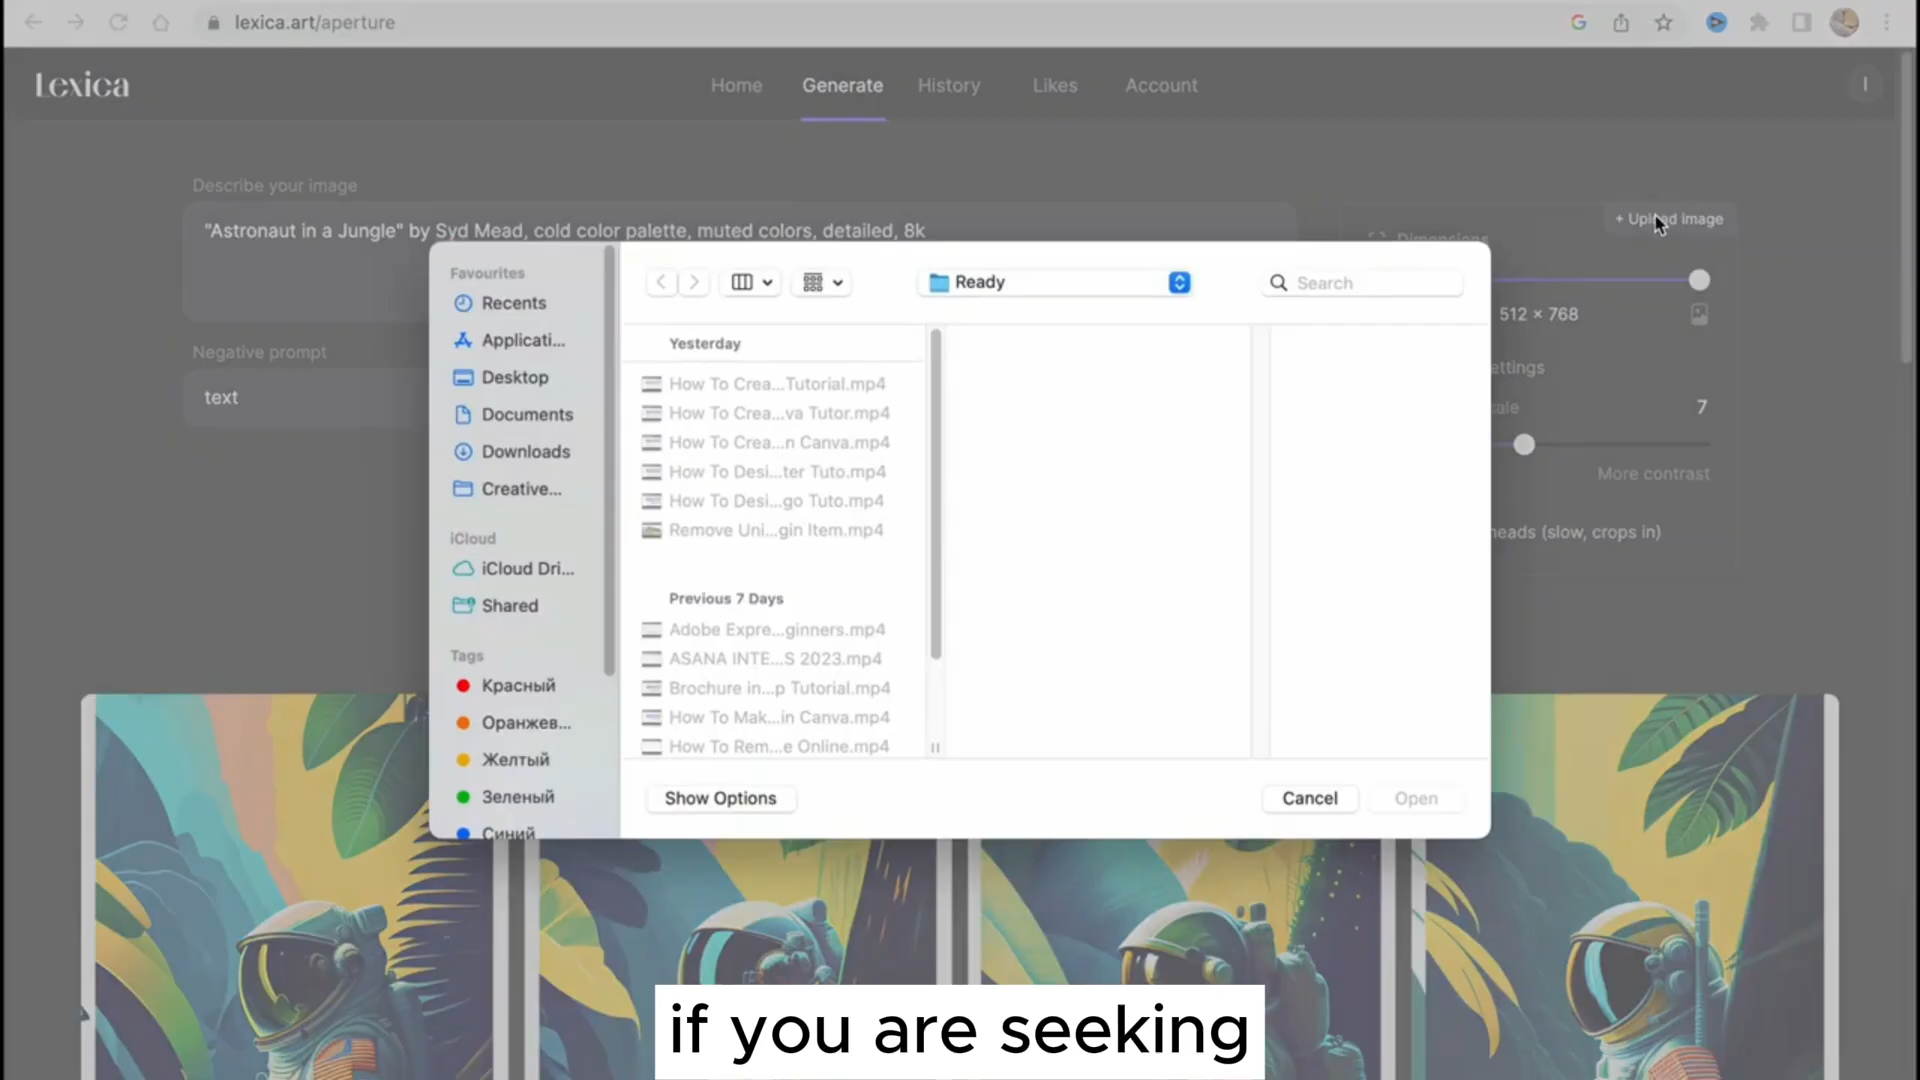 lexica.art/aperture
Lexica
Home
Generate
History
Likes
Account
I
Describe your image
"Astronaut in a Jungle" by Syd Mead, cold color palette, muted colors, detailed, 8k
+ Upload Image
Dimensions
512 × 768
Negative prompt
text
ettings
ale
7
More contrast
heads (slow, crops in)
Favourites
Recents
Applicati...
Desktop
Documents
Downloads
Creative...
iCloud
iCloud Dri...
Shared
Tags
Красный
Оранжев...
Желтый
Зеленый
Синий
Ready
Search
Yesterday
How To Crea...Tutorial.mp4
How To Crea...va Tutor.mp4
How To Crea...n Canva.mp4
How To Desi...ter Tuto.mp4
How To Desi...go Tuto.mp4
Remove Uni...gin Item.mp4
Previous 7 Days
Adobe Expre...ginners.mp4
ASANA INTE...S 2023.mp4
Brochure in...p Tutorial.mp4
How To Mak...in Canva.mp4
How To Rem...e Online.mp4
Show Options
Cancel
Open
if you are seeking